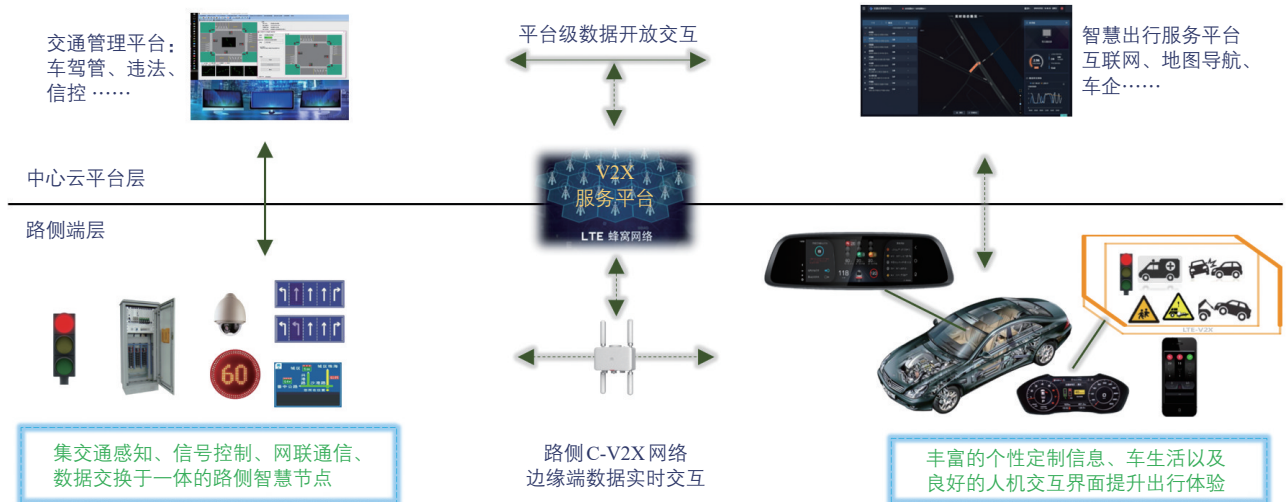 交通管理平台：
车驾管、违法、
信控……
平台级数据开放交互
智慧出行服务平台
互联网、地图导航、
车企……
中心云平台层
V2X
服务平台
LTE 蜂窝网络
路侧端层
60
118
LTE-V2X
集交通感知、信号控制、网联通信、
数据交换于一体的路侧智慧节点
路侧C-V2X网络
边缘端数据实时交互
丰富的个性定制信息、车生活以及
良好的人机交互界面提升出行体验